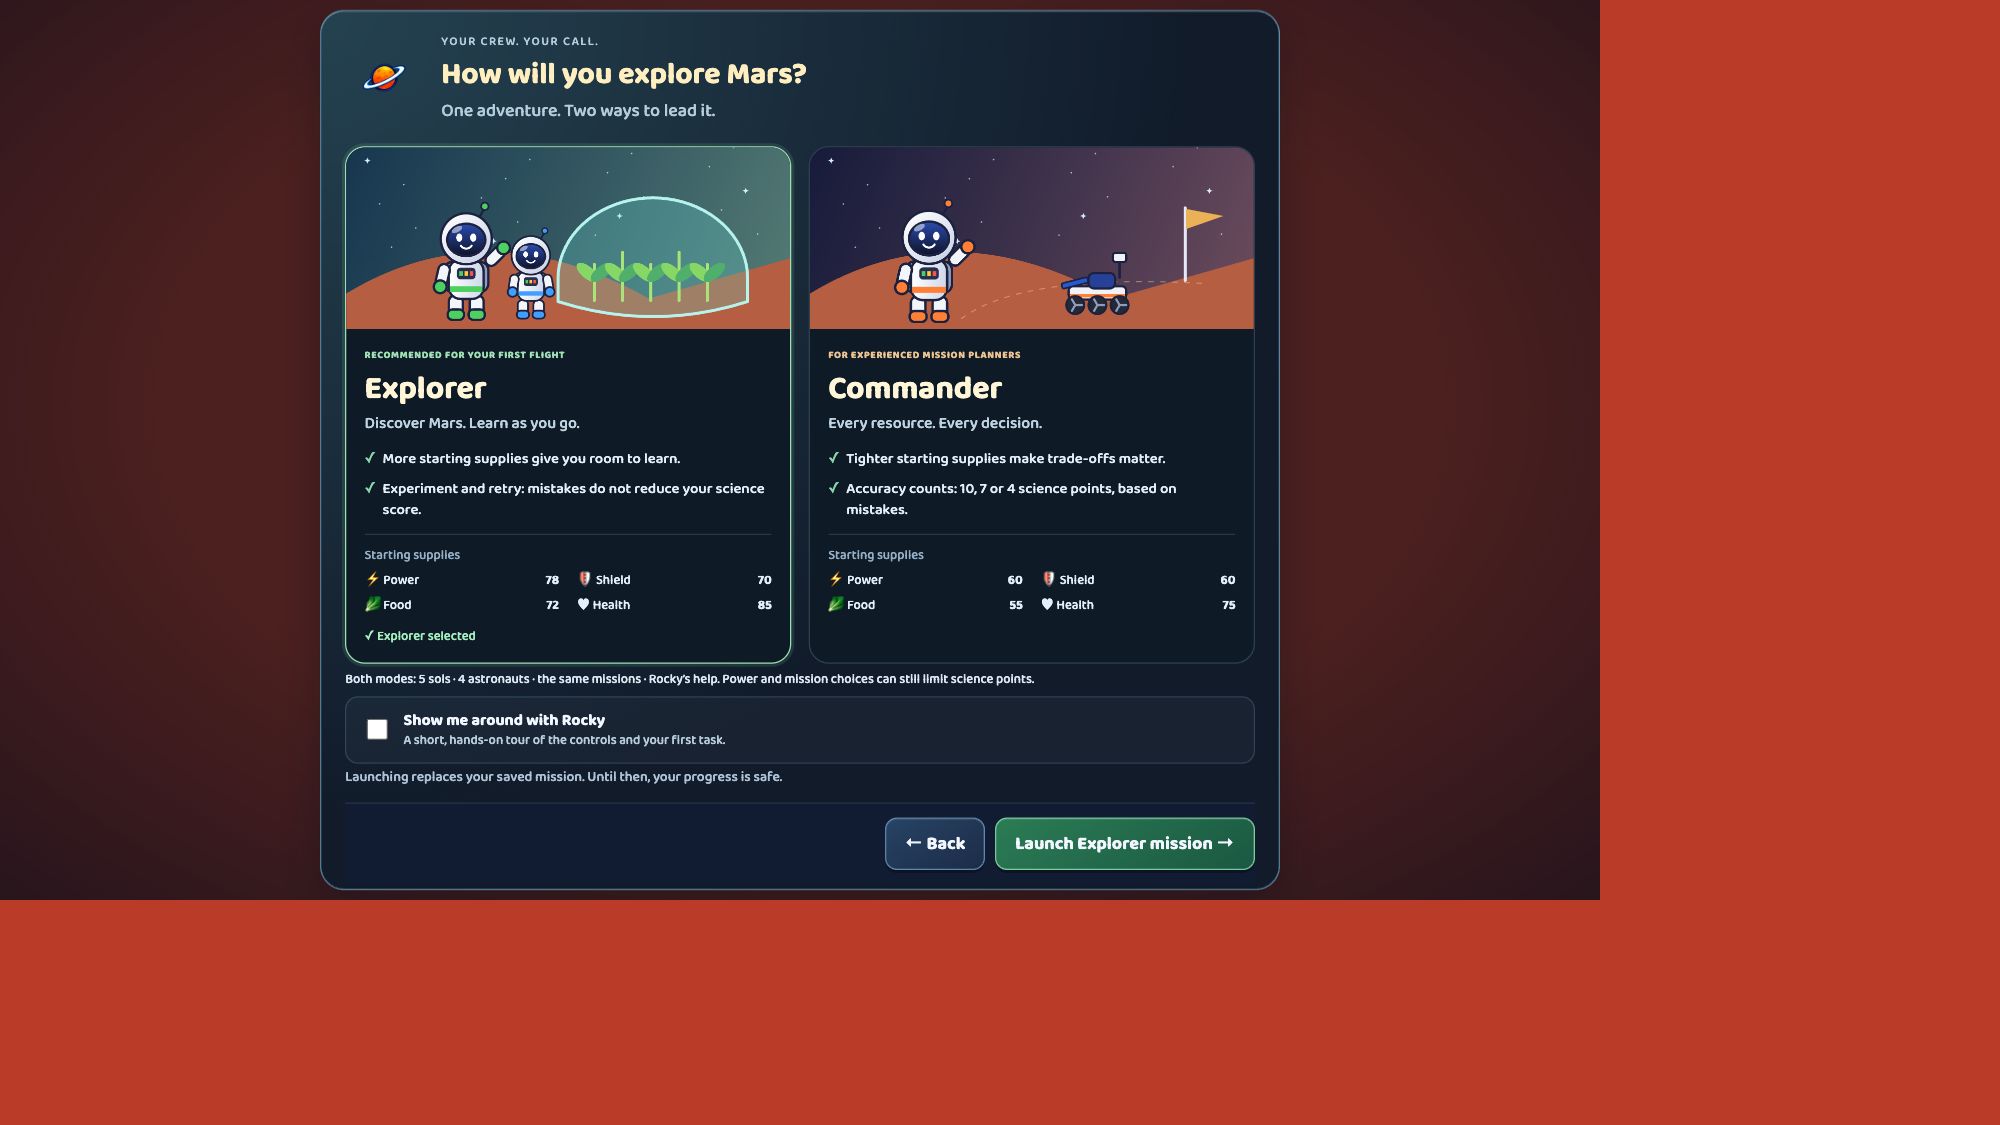 YOUR CREW. YOUR CALL.
How will you explore Mars?
One adventure. Two ways to lead it.
RECOMMENDED FOR YOUR FIRST FLIGHT
Explorer
Discover Mars. Learn as you go.
✓ More starting supplies give you room to learn.
✓ Experiment and retry: mistakes do not reduce your science
score.
Starting supplies
Power 78 Shield 70
Food 72 Health 85
✓ Explorer selected
FOR EXPERIENCED MISSION PLANNERS
Commander
Every resource. Every decision.
✓ Tighter starting supplies make trade-offs matter.
✓ Accuracy counts: 10, 7 or 4 science points, based on
mistakes.
Starting supplies
Power 60 Shield 60
Food 55 Health 75
Both modes: 5 sols · 4 astronauts · the same missions · Rocky's help. Power and mission choices can still limit science points.
Show me around with Rocky
A short, hands-on tour of the controls and your first task.
Launching replaces your saved mission. Until then, your progress is safe.
← Back
Launch Explorer mission →